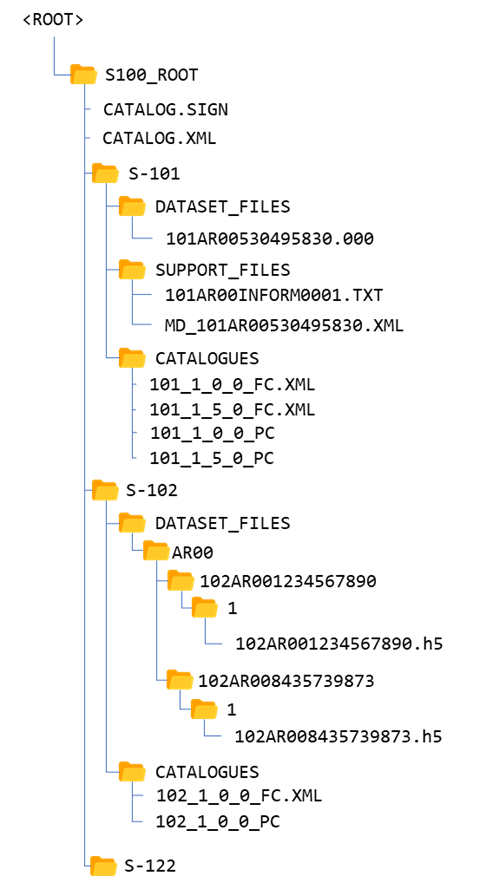 <ROOT>
S100_ROOT
CATALOG.SIGN
CATALOG.XML
S-101
DATASET_FILES
101AR00530495830.000
SUPPORT_FILES
101AR00INFORM0001.TXT
MD_101AR00530495830.XML
CATALOGUES
101_1_0_0_FC.XML
101_1_5_0_FC.XML
101_1_0_0_PC
101_1_5_0_PC
S-102
DATASET_FILES
AR00
102AR001234567890
1
102AR001234567890.h5
102AR008435739873
1
102AR008435739873.h5
CATALOGUES
102_1_0_0_FC.XML
102_1_0_0_PC
S-122